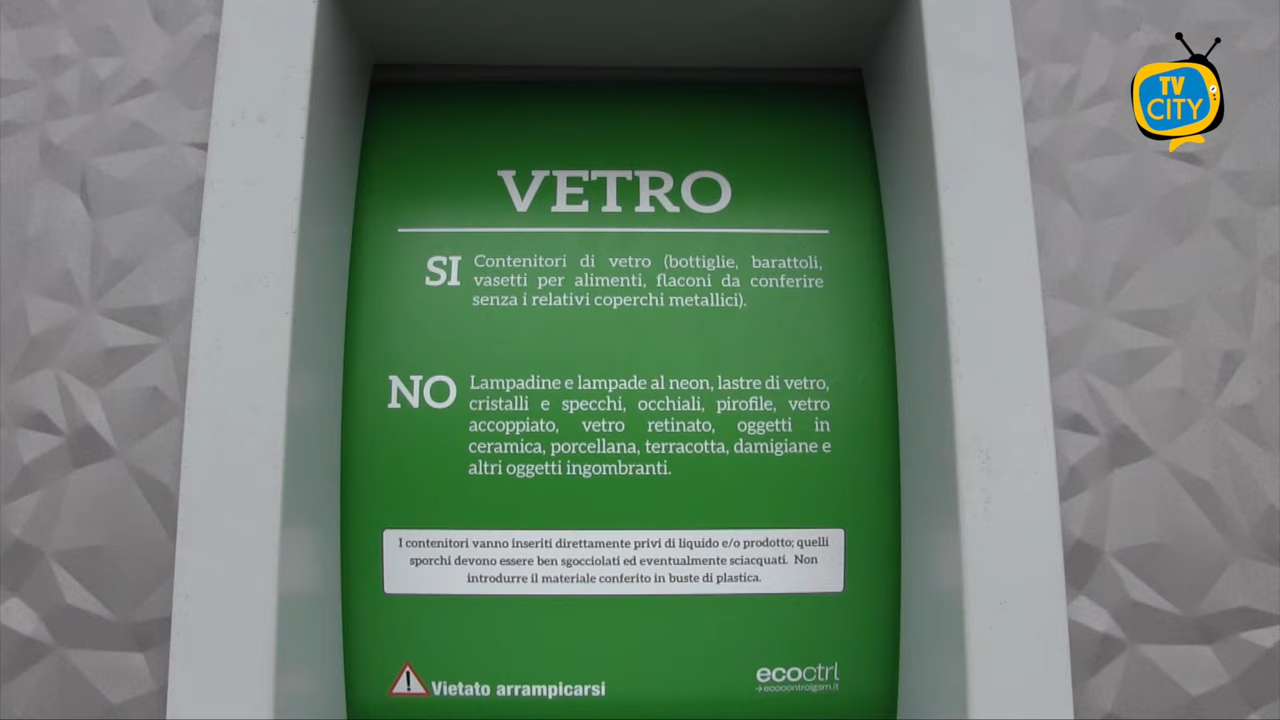 TV
CITY
VETRO
SI Contenitori di vetro (bottiglie, barattoli,
vasetti per alimenti, flaconi da conferire
senza i relativi coperchi metallici).
NO Lampadine e lampade al neon, lastre di vetro,
cristalli e specchi, occhiali, pirofile, vetro
accoppiato, vetro retinato, oggetti in
ceramica, porcellana, terracotta, damigiane e
altri oggetti ingombranti.
I contenitori vanno inseriti direttamente privi di liquido e/o prodotto; quelli
sporchi devono essere ben sgocciolati ed eventualmente sciacquati. Non
introdurre il materiale conferito in buste di plastica.
! Vietato arrampicarsi
ecoctrl
ecocontrolgsm.it